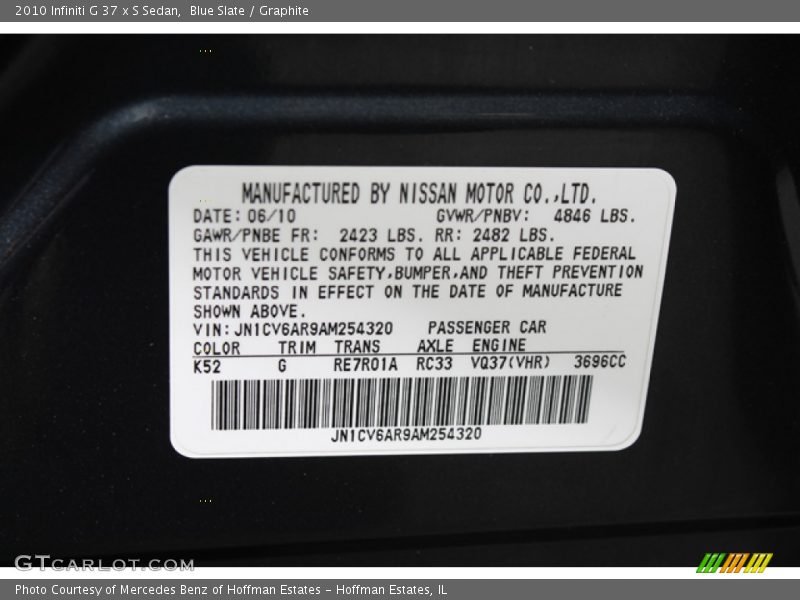 2010 Infiniti G 37 x S Sedan,  Blue Slate / Graphite
MANUFACTURED BY NISSAN MOTOR CO.,LTD.
DATE: 06/10 GVWR/PNBV: 4846 LBS.
GAWR/PNBE FR: 2423 LBS. RR: 2482 LBS.
THIS VEHICLE CONFORMS TO ALL APPLICABLE FEDERAL
MOTOR VEHICLE SAFETY,BUMPER,AND THEFT PREVENTION
STANDARDS IN EFFECT ON THE DATE OF MANUFACTURE
SHOWN ABOVE.
VIN: JN1CV6AR9AM254320 PASSENGER CAR
COLOR TRIM TRANS AXLE ENGINE
K52 G RE7R01A RC33 VQ37(VHR) 3696CC
JN1CV6AR9AM254320
GTCARLOT.COM
Photo Courtesy of Mercedes Benz of Hoffman Estates - Hoffman Estates, IL